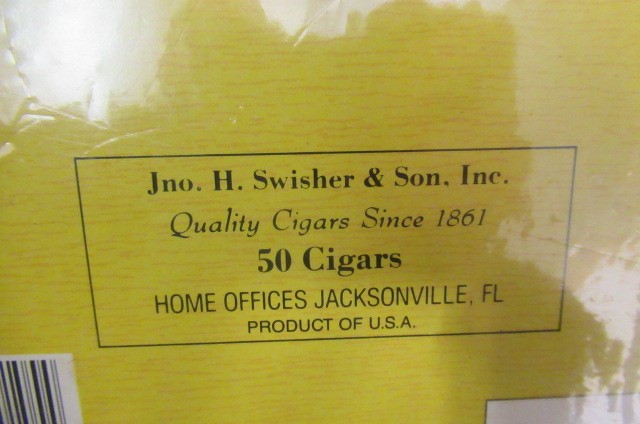 Jno. H. Swisher & Son, Inc.
Quality Cigars Since 1861
50 Cigars
HOME OFFICES JACKSONVILLE, FL
PRODUCT OF U.S.A.